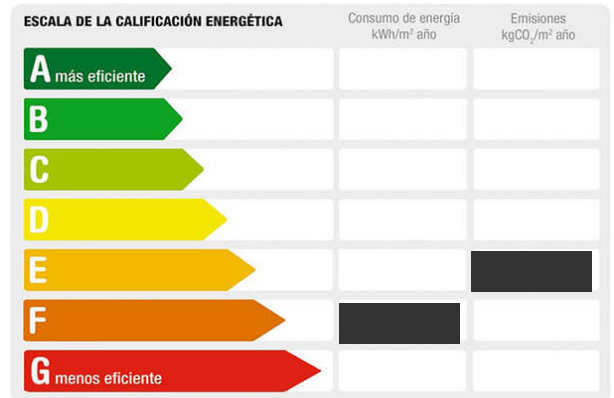 ESCALA DE LA CALIFICACIÓN ENERGÉTICA
Consumo de energía
kWh/m² año
Emisiones
kgCO₂/m² año
A más eficiente
B
C
D
E
F
G menos eficiente